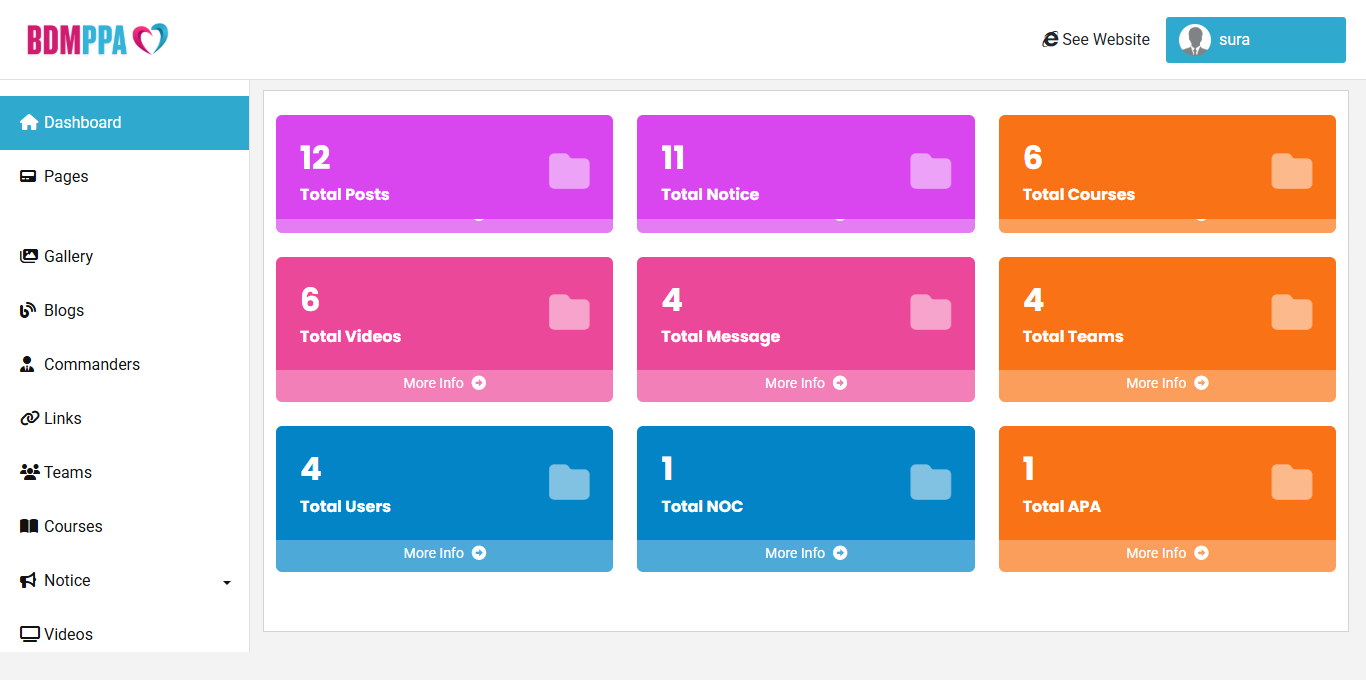 BDMPPA
See Website
sura
Dashboard
Pages
Gallery
Blogs
Commanders
Links
Teams
Courses
Notice
Videos
12
Total Posts
11
Total Notice
6
Total Courses
6
Total Videos
More Info
4
Total Message
More Info
4
Total Teams
More Info
4
Total Users
More Info
1
Total NOC
More Info
1
Total APA
More Info